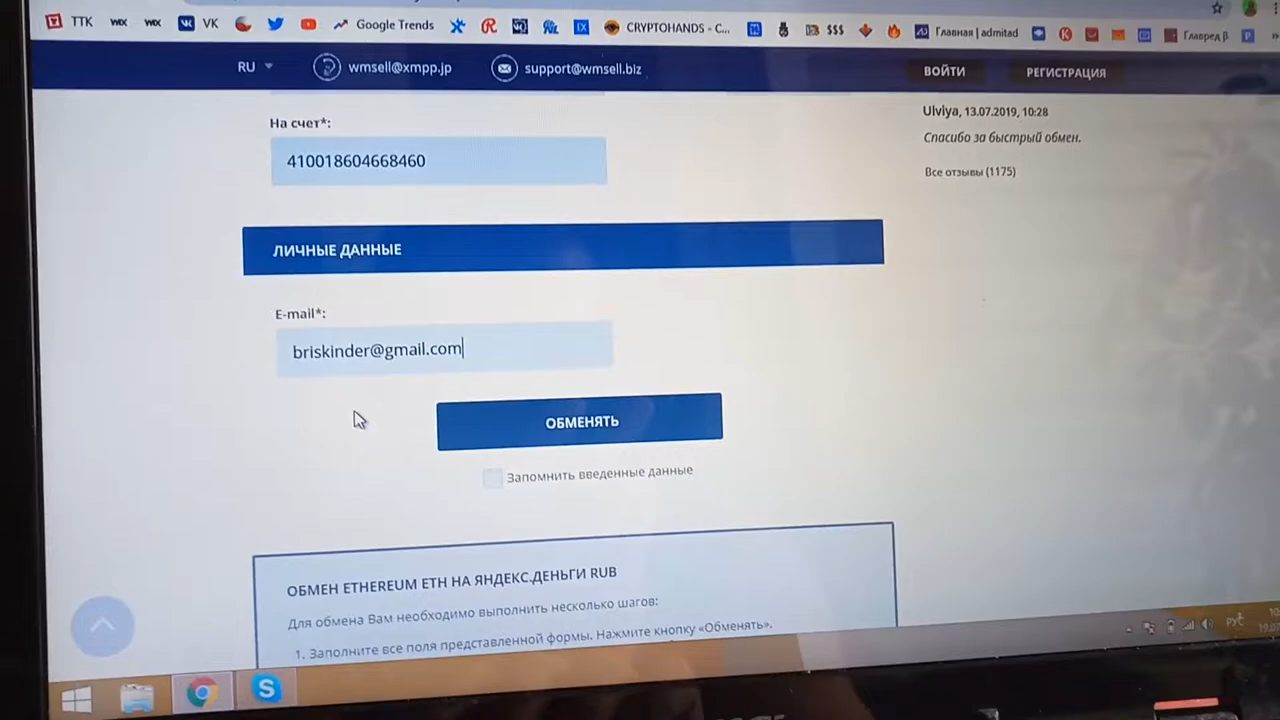 ТТК VK Google Trends CRYPTOHANDS - C... $$$ Главная | admitad Главред β
RU wmsell@xmpp.jp support@wmsell.biz ВОЙТИ РЕГИСТРАЦИЯ
На счет*:
410018604668460
Ulviya, 13.07.2019, 10:28
Спасибо за быстрый обмен.
Все отзывы (1175)
ЛИЧНЫЕ ДАННЫЕ
E-mail*:
briskinder@gmail.com
ОБМЕНЯТЬ
Запомнить введенные данные
ОБМЕН ETHEREUM ETH НА ЯНДЕКС.ДЕНЬГИ RUB
Для обмена Вам необходимо выполнить несколько шагов:
1. Заполните все поля представленной формы. Нажмите кнопку «Обменять».
РУС